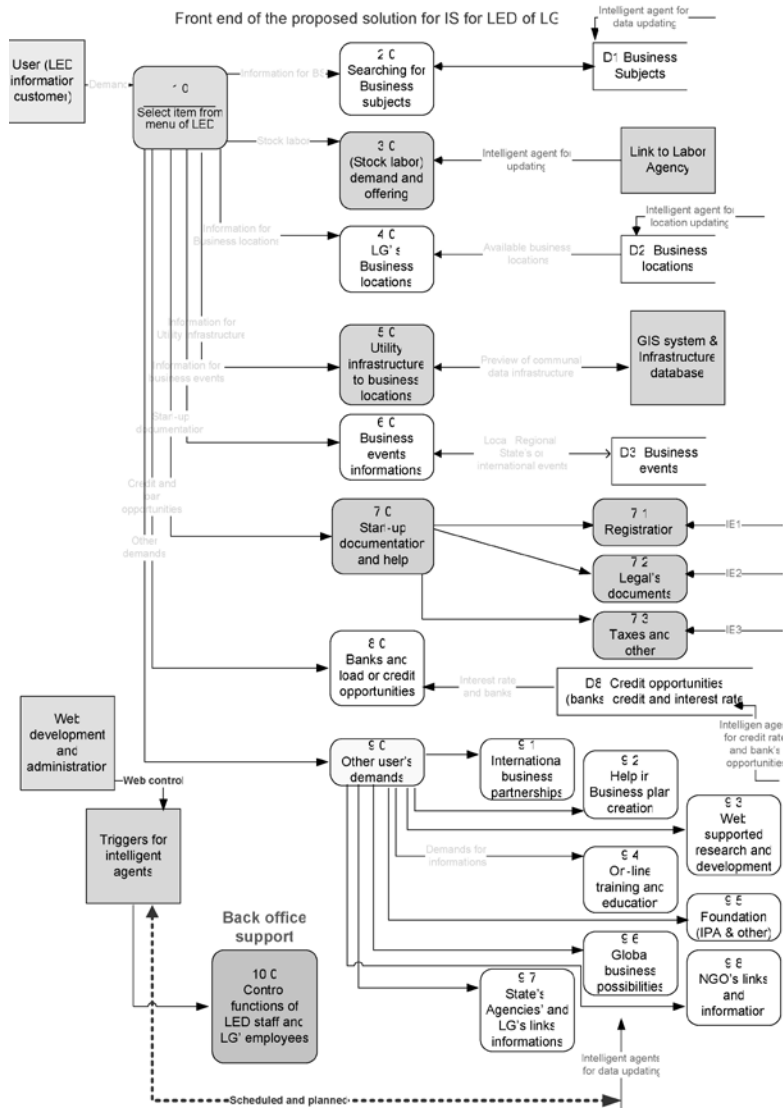 Front end of the proposed solution for IS for LED of LG
Intelligent agent for
data updating
User (LED
information
customer)
Demand
1 0
Select item from
menu of LED
Information for BS
2 0
Searching for
Business
subjects
D1 Business
Subjects
Stock labor
3 0
(Stock labor)
demand and
offering
Intelligent agent for
updating
Link to Labor
Agency
Intelligent agent for
location updating
Information for
Business locations
4 0
LG' s
Business
locations
Available business
locations
D2 Business
locations
Information for
Utility infrastructure
5 0
Utility
infrastructure
to business
locations
Preview of communal
data infrastructure
GIS system &
Infrastructure
database
Information for
business events
6 0
Business
events
informations
Local Regional
State's or
international events
D3 Business
events
Start-up
documentation
7 0
Start-up
documentation
and help
7 1
Registration
IE1
7 2
Legal's
documents
IE2
7 3
Taxes and
other
IE3
Credit and
loan
opportunities
8 0
Banks and
load or credit
opportunities
Interest rate
and banks
D8 Credit opportunities
(banks credit and interest rate
Intelligen agent
for credit rate
and bank's
opportunities
Other
demands
9 0
Other user's
demands
9 1
International
business
partnerships
9 2
Help in
Business plan
creation
9 3
Web
supported
research and
development
Demands for
informations
9 4
On-line
training and
education
9 5
Foundation
(IPA & other)
9 6
Global
business
possibilities
9 7
State's
Agencies' and
LG's links
informations
9 8
NGO's links
and
information
Web
development
and
administration
Web control
Triggers for
intelligent
agents
Back office
support
10 0
Control
functions of
LED staff and
LG' employees
Intelligent agents
for data updating
Scheduled and planned